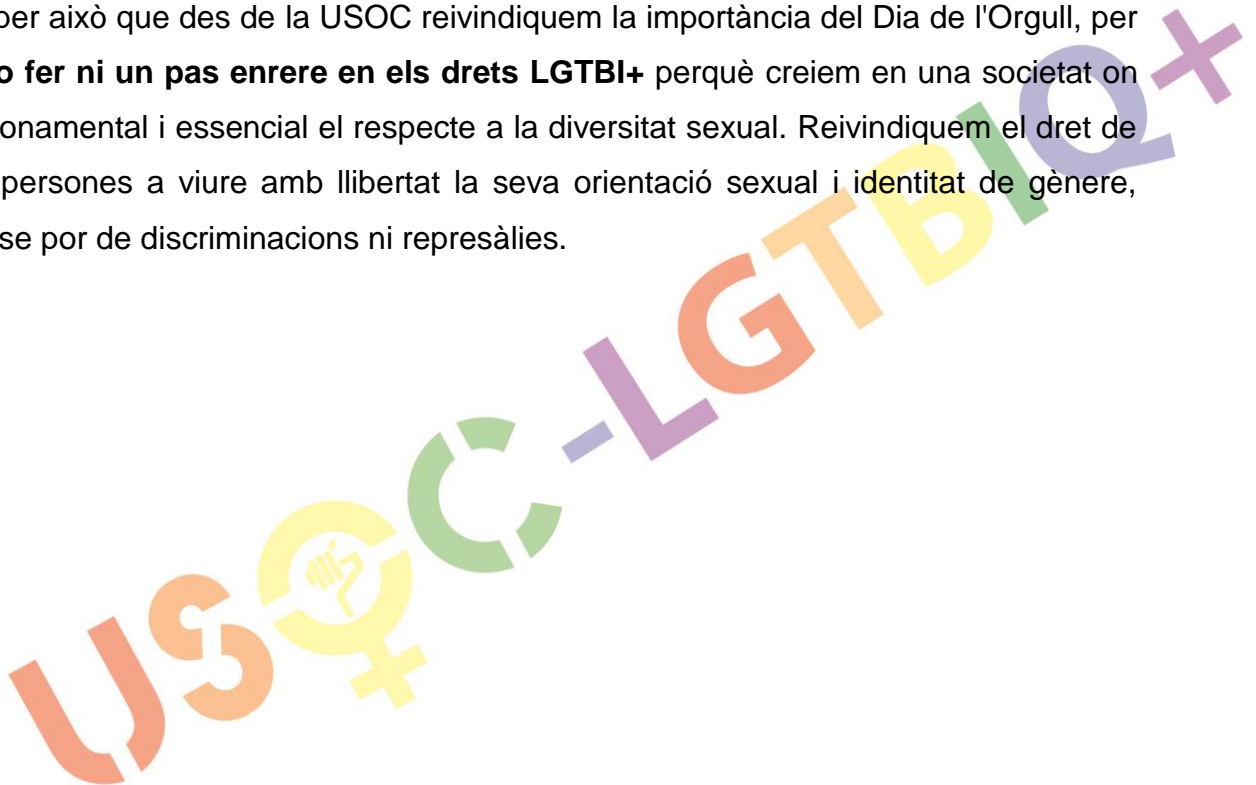 per això que des de la USOC reivindiquem la importància del Dia de l'Orgull, per
o fer ni un pas enrere en els drets LGTBI+ perquè creiem en una societat on
onamental i essencial el respecte a la diversitat sexual. Reivindiquem el dret de
persones a viure amb llibertat la seva orientació sexual i identitat de gènere,
se por de discriminacions ni represàlies.
USOC-LGTBIQ+